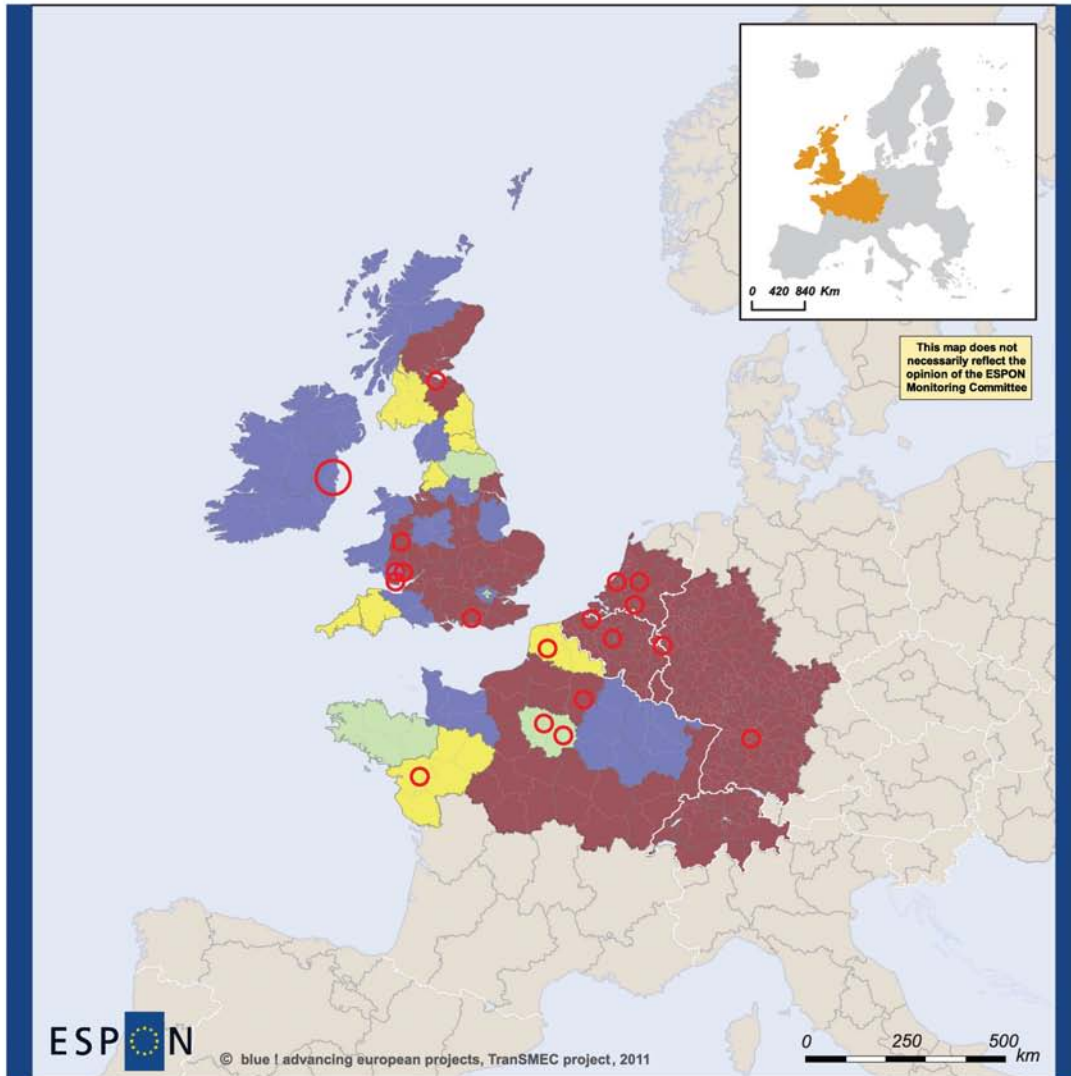 0 420 840 Km
This map does not
necessarily reflect the
opinion of the ESPON
Monitoring Committee
ESPON
© blue ! advancing european projects, TranSMEC project, 2011
0 250 500
km